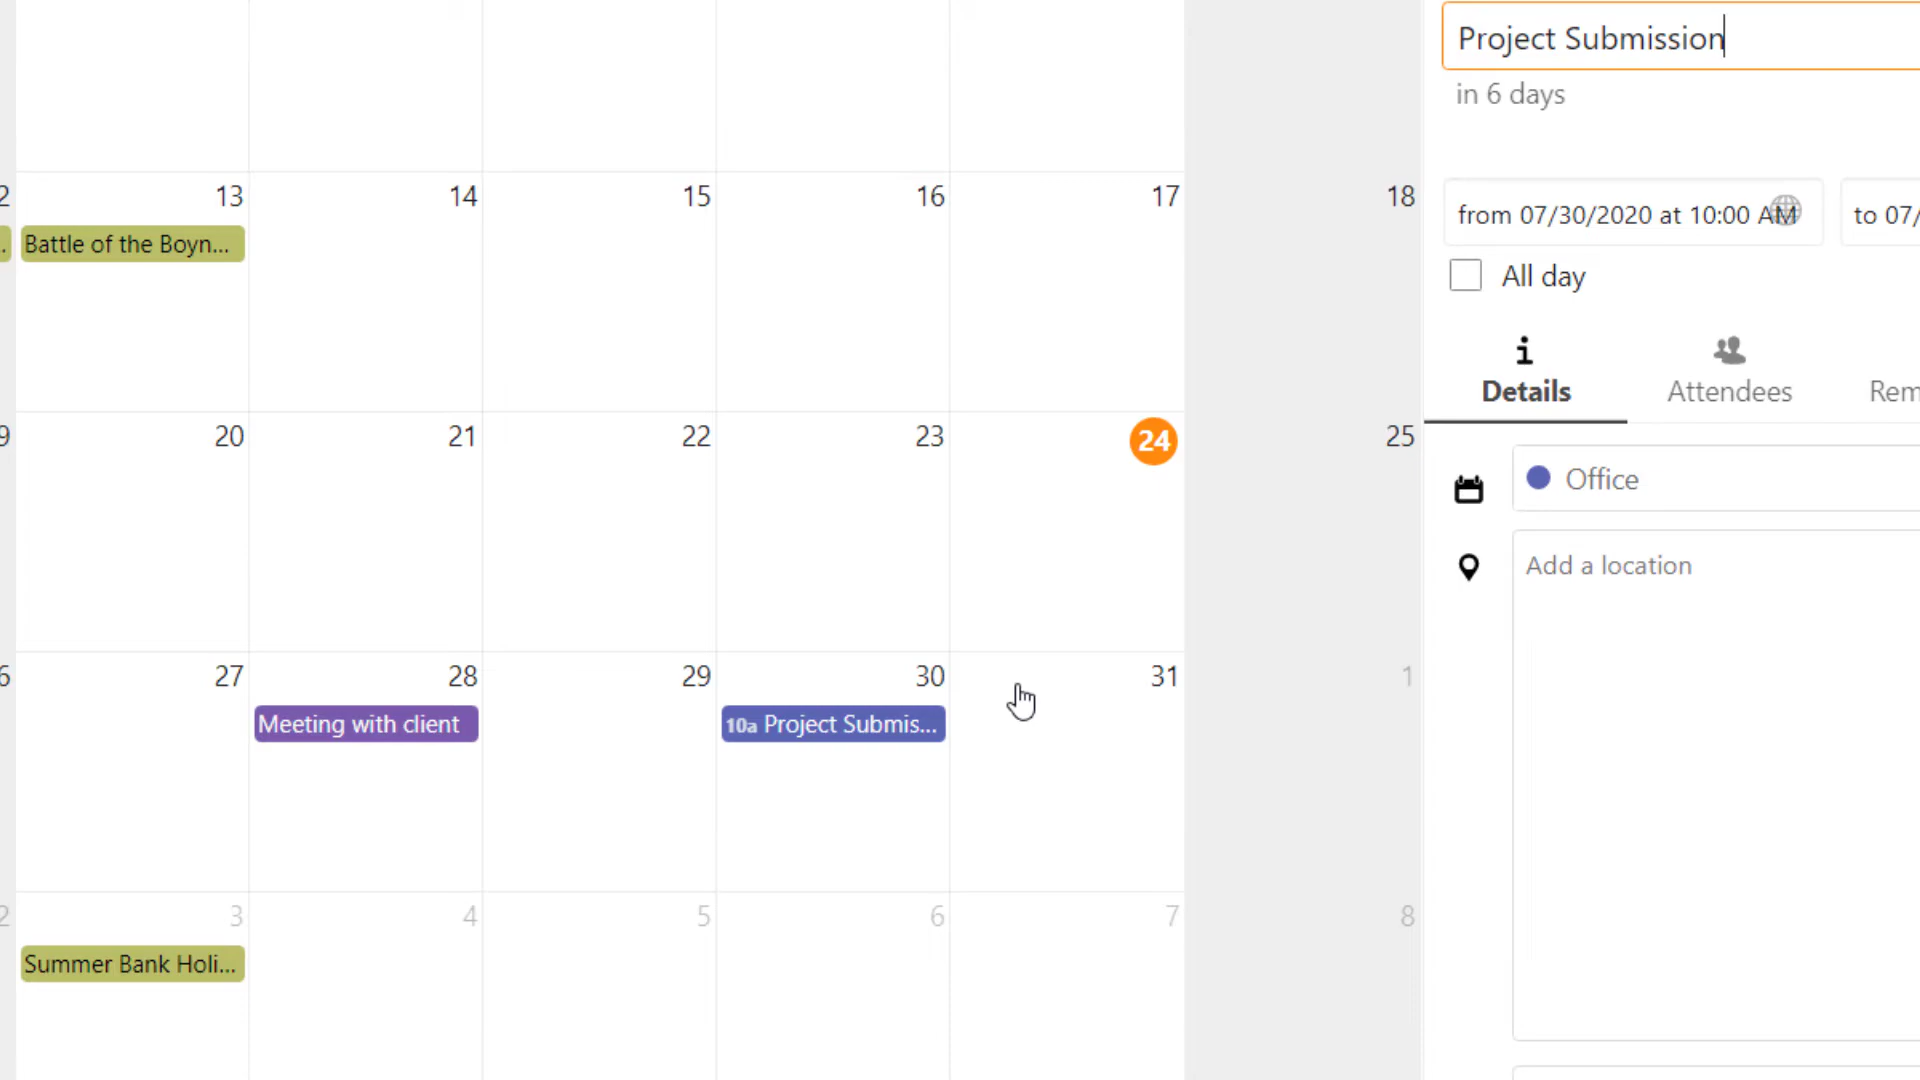 Project Submission
in 6 days
from 07/30/2020 at 10:00 AM
to 07/
All day
Details
Attendees
Rem
Office
Add a location
2 13 14 15 16 17 18
. Battle of the Boyn...
9 20 21 22 23 24 25
6 27 28 29 30 31 1
Meeting with client
10a Project Submis...
2 3 4 5 6 7 8
Summer Bank Holi...